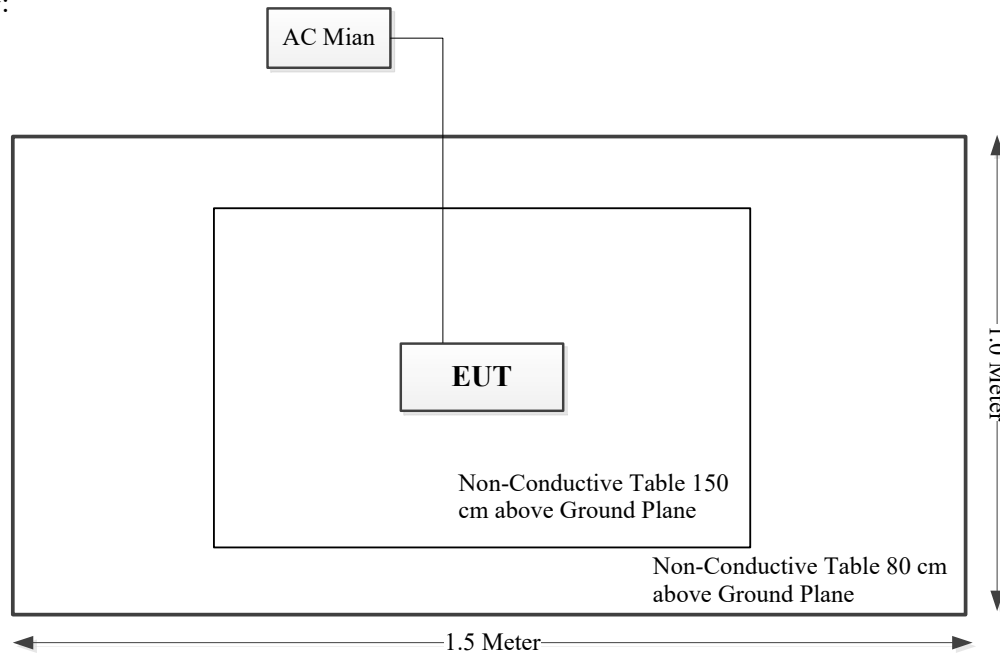 :
AC Mian
EUT
Non-Conductive Table 150
cm above Ground Plane
Non-Conductive Table 80 cm
above Ground Plane
1.0 Meter
1.5 Meter